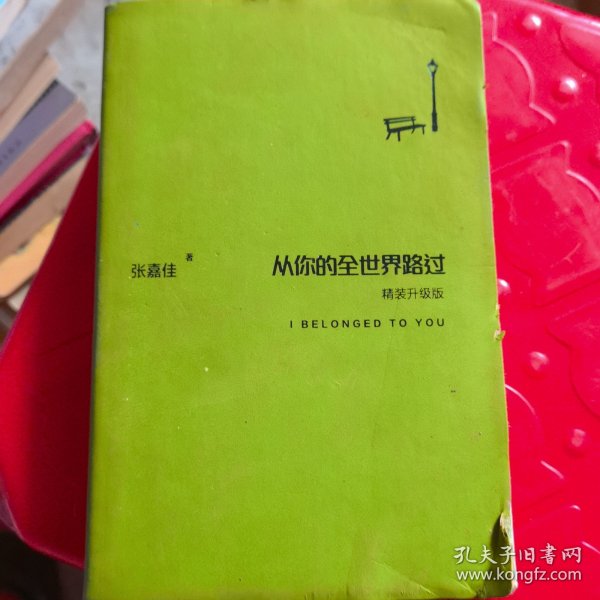 从你的全世界路过
精装升级版
I BELONGED TO YOU
张嘉佳 著
孔夫子旧书网
www.kongfz.com